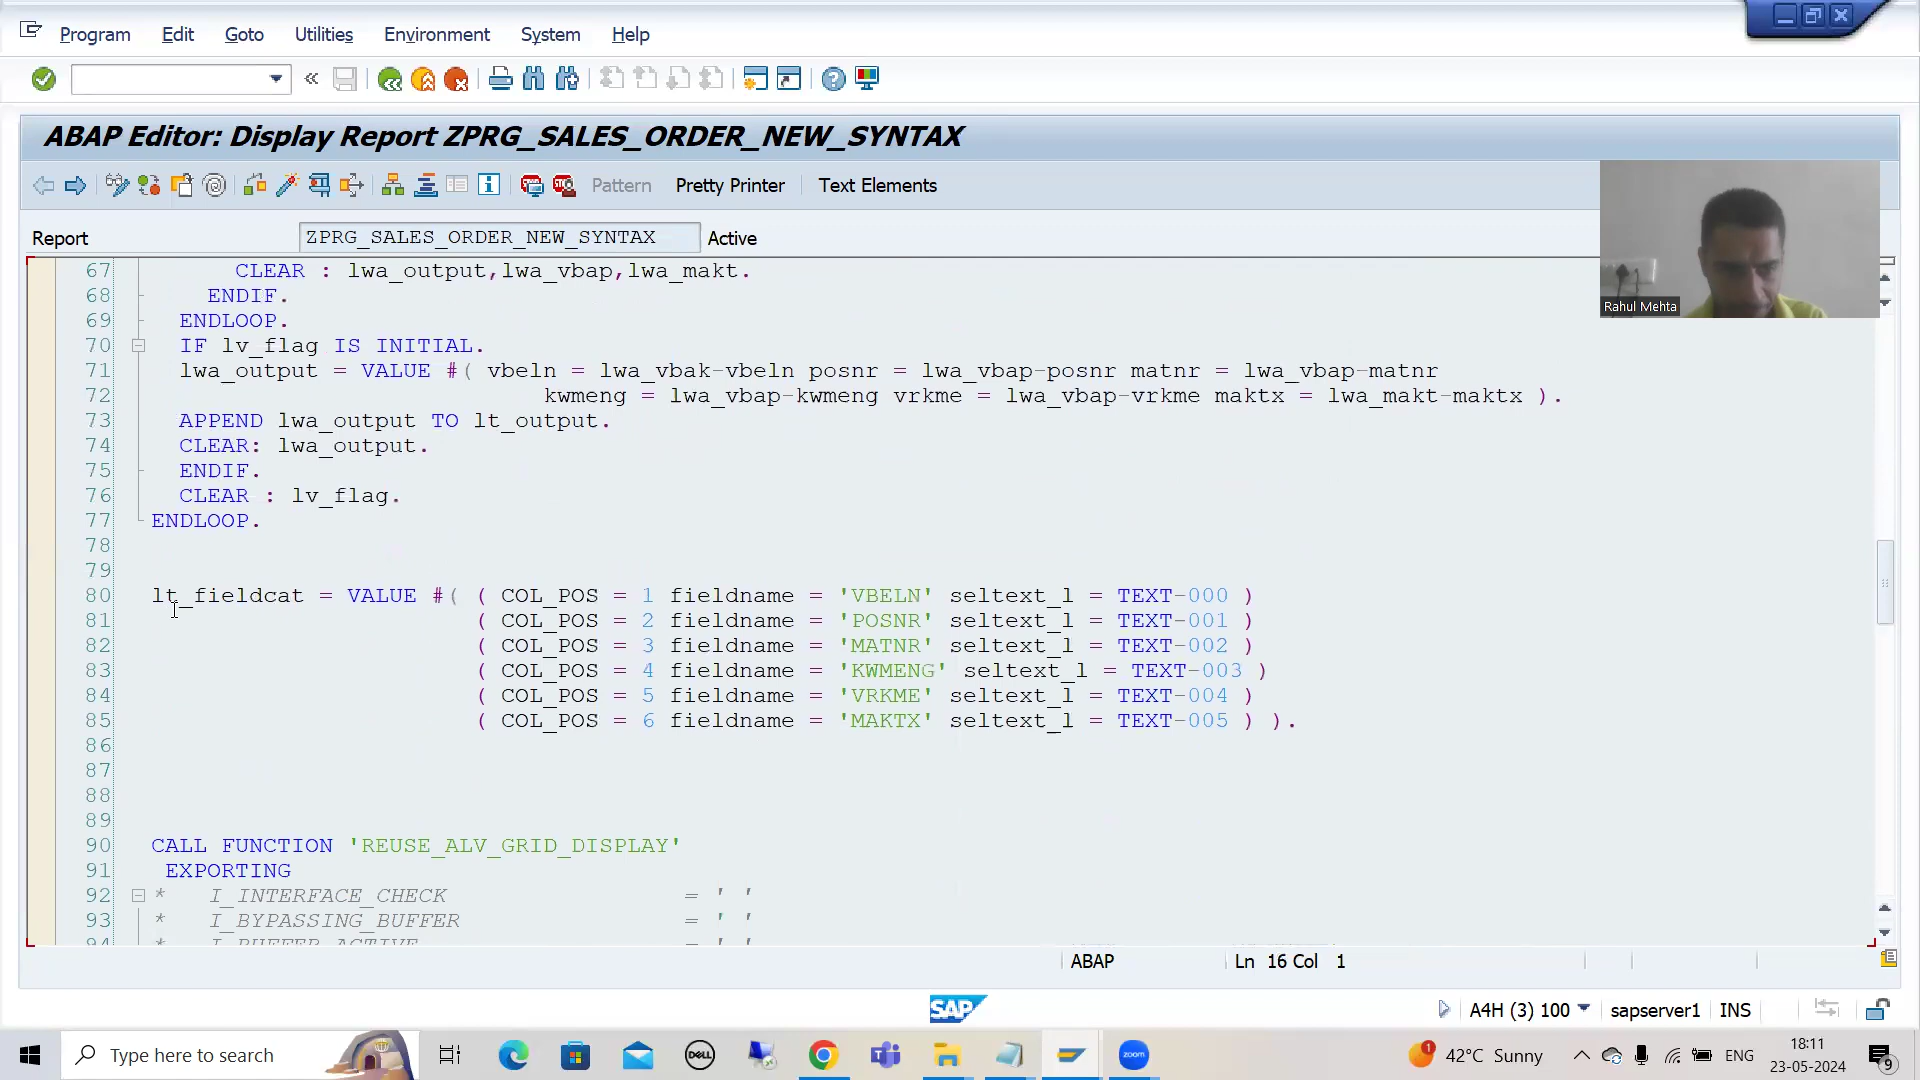 Program Edit Goto Utilities Environment System Help
ABAP Editor: Display Report ZPRG_SALES_ORDER_NEW_SYNTAX
Pattern Pretty Printer Text Elements
Report ZPRG_SALES_ORDER_NEW_SYNTAX Active
Rahul Mehta
67 CLEAR : lwa_output,lwa_vbap,lwa_makt.
68 ENDIF.
69 ENDLOOP.
70 IF lv_flag IS INITIAL.
71 lwa_output = VALUE #( vbeln = lwa_vbak-vbeln posnr = lwa_vbap-posnr matnr = lwa_vbap-matnr
72 kwmeng = lwa_vbap-kwmeng vrkme = lwa_vbap-vrkme maktx = lwa_makt-maktx ).
73 APPEND lwa_output TO lt_output.
74 CLEAR: lwa_output.
75 ENDIF.
76 CLEAR : lv_flag.
77 ENDLOOP.
78
79
80 lt_fieldcat = VALUE #( ( COL_POS = 1 fieldname = 'VBELN' seltext_l = TEXT-000 )
81 ( COL_POS = 2 fieldname = 'POSNR' seltext_l = TEXT-001 )
82 ( COL_POS = 3 fieldname = 'MATNR' seltext_l = TEXT-002 )
83 ( COL_POS = 4 fieldname = 'KWMENG' seltext_l = TEXT-003 )
84 ( COL_POS = 5 fieldname = 'VRKME' seltext_l = TEXT-004 )
85 ( COL_POS = 6 fieldname = 'MAKTX' seltext_l = TEXT-005 ) ).
86
87
88
89
90 CALL FUNCTION 'REUSE_ALV_GRID_DISPLAY'
91 EXPORTING
92 * I_INTERFACE_CHECK = ' '
93 * I_BYPASSING_BUFFER = ' '
94 * I_BUFFER_ACTIVE = ' '
ABAP Ln 16 Col 1
SAP A4H (3) 100 sapserver1 INS
Type here to search DELL zoom 1 42°C Sunny ENG 18:11
23-05-2024 9